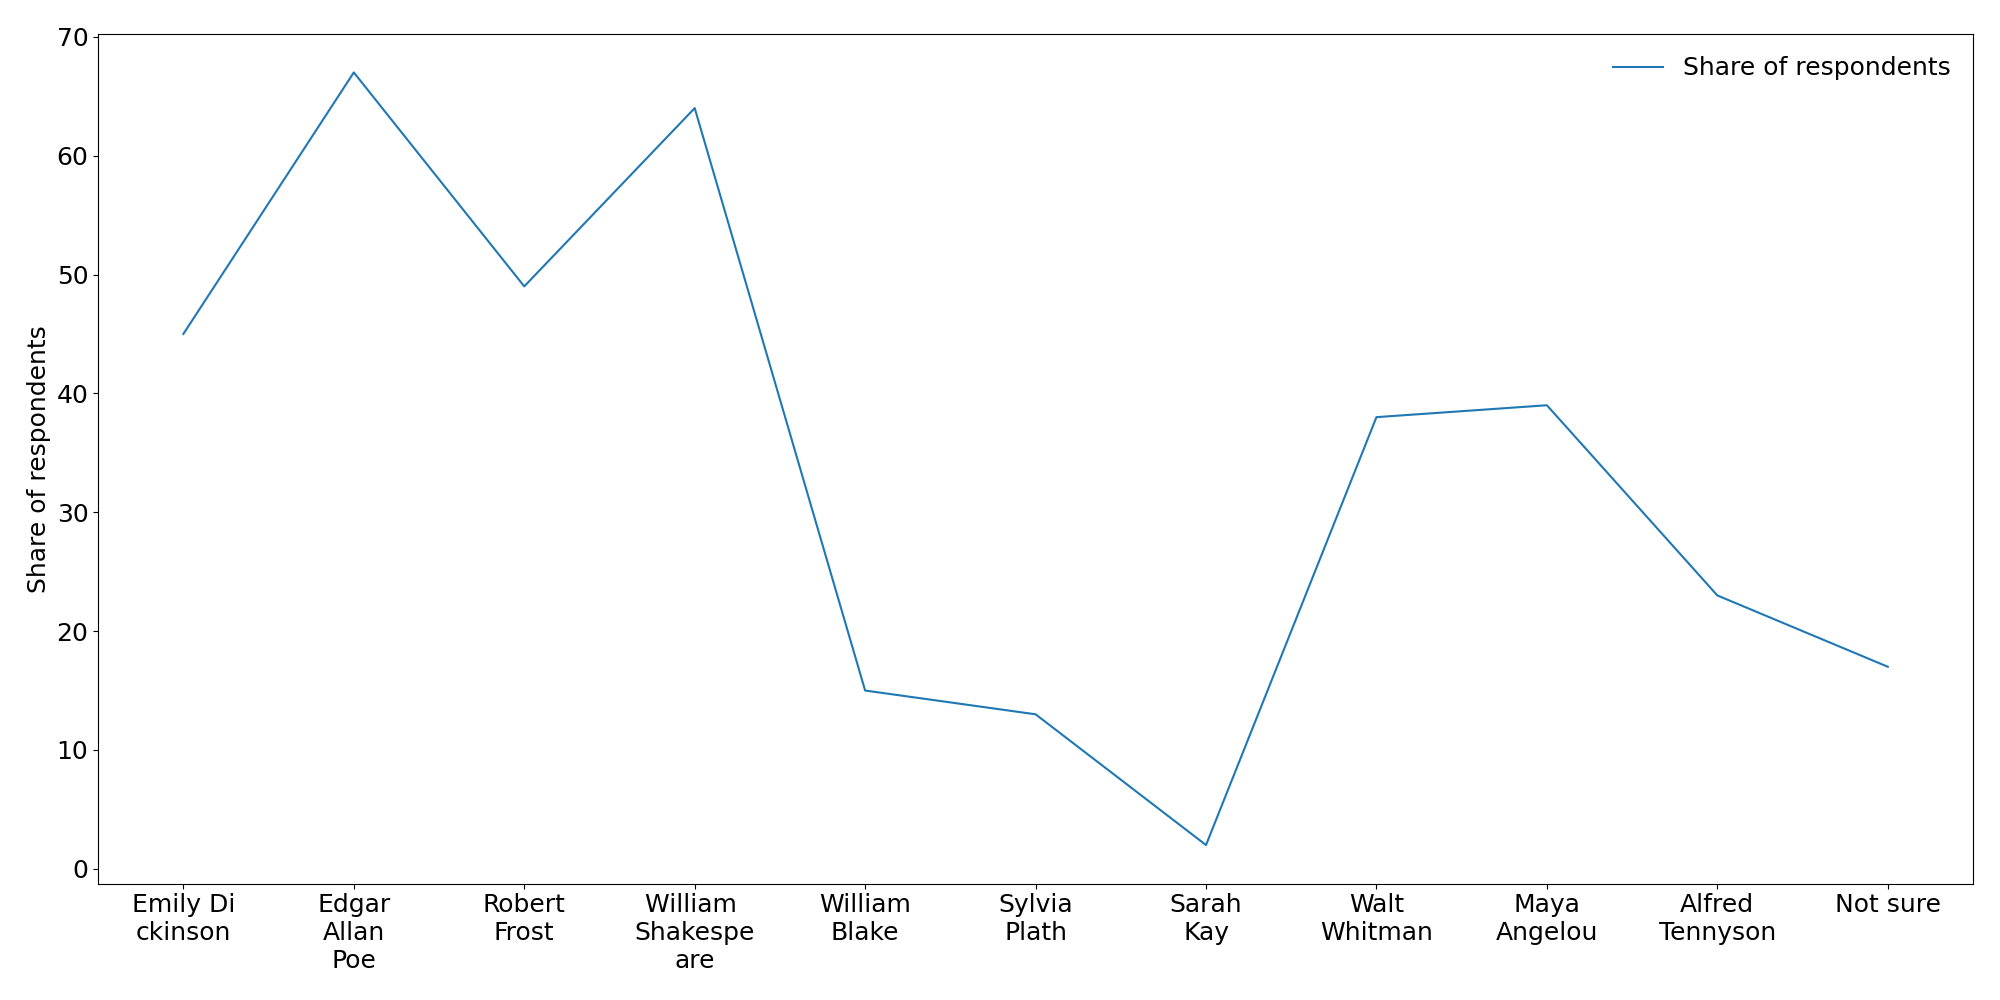 70
60
50
40
30
20
10
0
Share of respondents
Share of respondents
Emily Di
ckinson
Edgar
Allan
Poe
Robert
Frost
William
Shakespe
are
William
Blake
Sylvia
Plath
Sarah
Kay
Walt
Whitman
Maya
Angelou
Alfred
Tennyson
Not sure